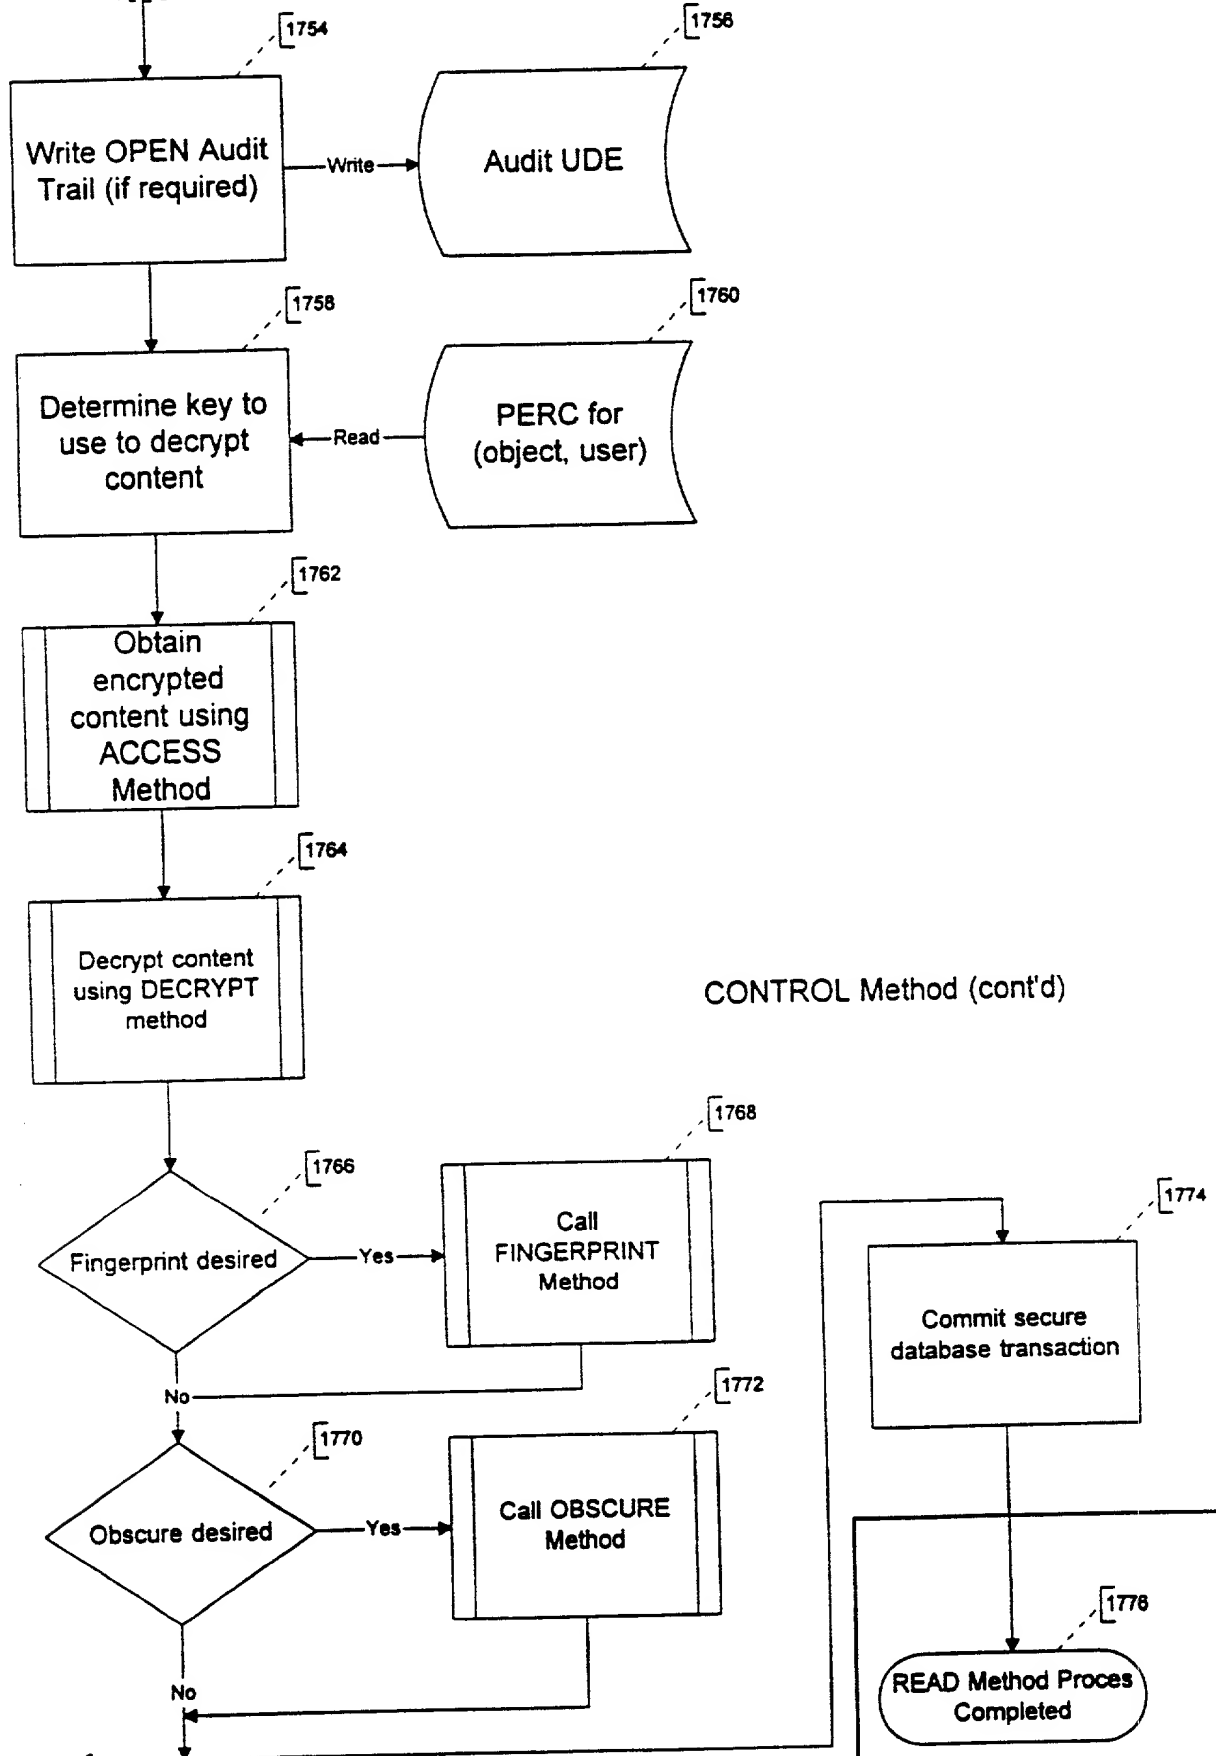 1754
1756
Write OPEN Audit
Trail (if required)
Write
Audit UDE
1758
1760
Determine key to
use to decrypt
content
Read
PERC for
(object, user)
1762
Obtain
encrypted
content using
ACCESS
Method
1764
Decrypt content
using DECRYPT
method
CONTROL Method (cont'd)
1766
1768
Fingerprint desired
Yes
Call
FINGERPRINT
Method
1774
Commit secure
database transaction
No
1770
1772
Obscure desired
Yes
Call OBSCURE
Method
No
1776
READ Method Proces
Completed